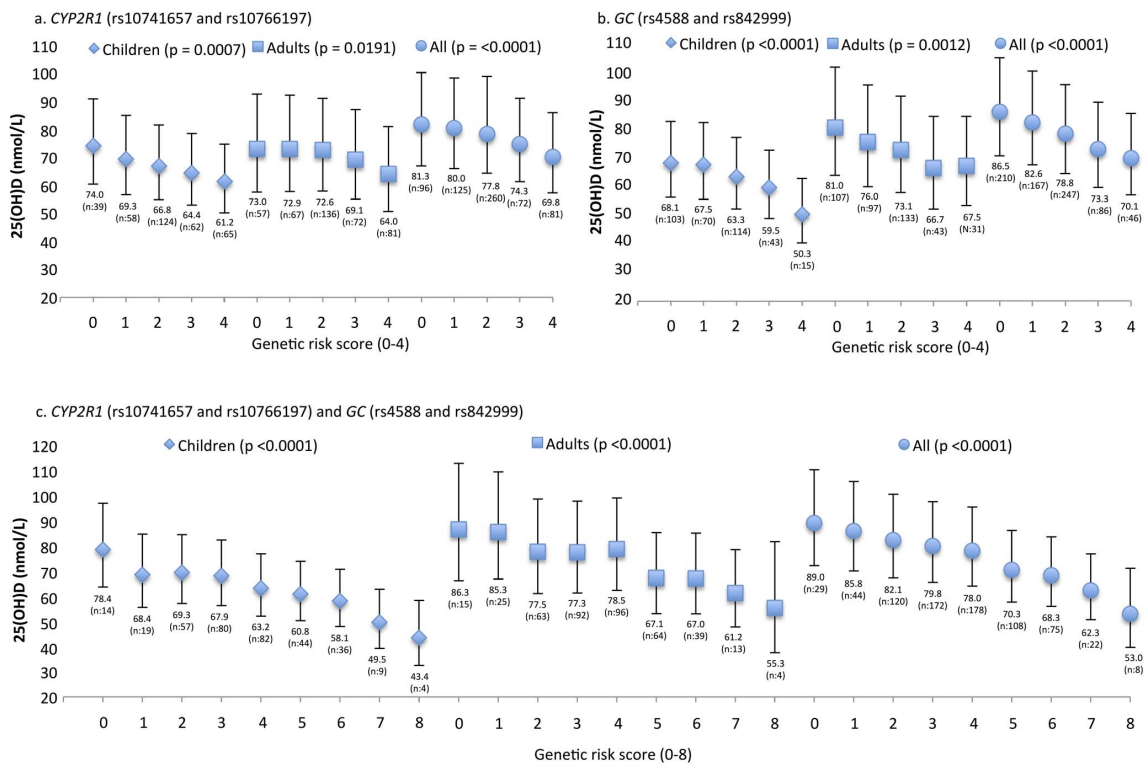 a. CYP2R1 (rs10741657 and rs10766197)
Children (p = 0.0007) Adults (p = 0.0191) All (p = <0.0001)
25(OH)D (nmol/L)
110
100
90
80
70
60
50
40
30
20
74.0 (n:39)
69.3 (n:58)
66.8 (n:124)
64.4 (n:62)
61.2 (n:65)
73.0 (n:57)
72.9 (n:67)
72.6 (n:136)
69.1 (n:72)
64.0 (n:81)
81.3 (n:96)
80.0 (n:125)
77.8 (n:260)
74.3 (n:72)
69.8 (n:81)
0 1 2 3 4 0 1 2 3 4 0 1 2 3 4
Genetic risk score (0-4)
b. GC (rs4588 and rs842999)
Children (p <0.0001) Adults (p = 0.0012) All (p <0.0001)
25(OH)D (nmol/L)
110
100
90
80
70
60
50
40
30
20
68.1 (n:103)
67.5 (n:70)
63.3 (n:114)
59.5 (n:43)
50.3 (n:15)
81.0 (n:107)
76.0 (n:97)
73.1 (n:133)
66.7 (n:43)
67.5 (N:31)
86.5 (n:210)
82.6 (n:167)
78.8 (n:247)
73.3 (n:86)
70.1 (n:46)
0 1 2 3 4 0 1 2 3 4 0 1 2 3 4
Genetic risk score (0-4)
c. CYP2R1 (rs10741657 and rs10766197) and GC (rs4588 and rs842999)
Children (p <0.0001) Adults (p <0.0001) All (p <0.0001)
25(OH)D (nmol/L)
120
110
100
90
80
70
60
50
40
30
20
78.4 (n:14)
68.4 (n:19)
69.3 (n:57)
67.9 (n:80)
63.2 (n:82)
60.8 (n:44)
58.1 (n:36)
49.5 (n:9)
43.4 (n:4)
86.3 (n:15)
85.3 (n:25)
77.5 (n:63)
77.3 (n:92)
78.5 (n:96)
67.1 (n:64)
67.0 (n:39)
61.2 (n:13)
55.3 (n:4)
89.0 (n:29)
85.8 (n:44)
82.1 (n:120)
79.8 (n:172)
78.0 (n:178)
70.3 (n:108)
68.3 (n:75)
62.3 (n:22)
53.0 (n:8)
0 1 2 3 4 5 6 7 8 0 1 2 3 4 5 6 7 8 0 1 2 3 4 5 6 7 8
Genetic risk score (0-8)